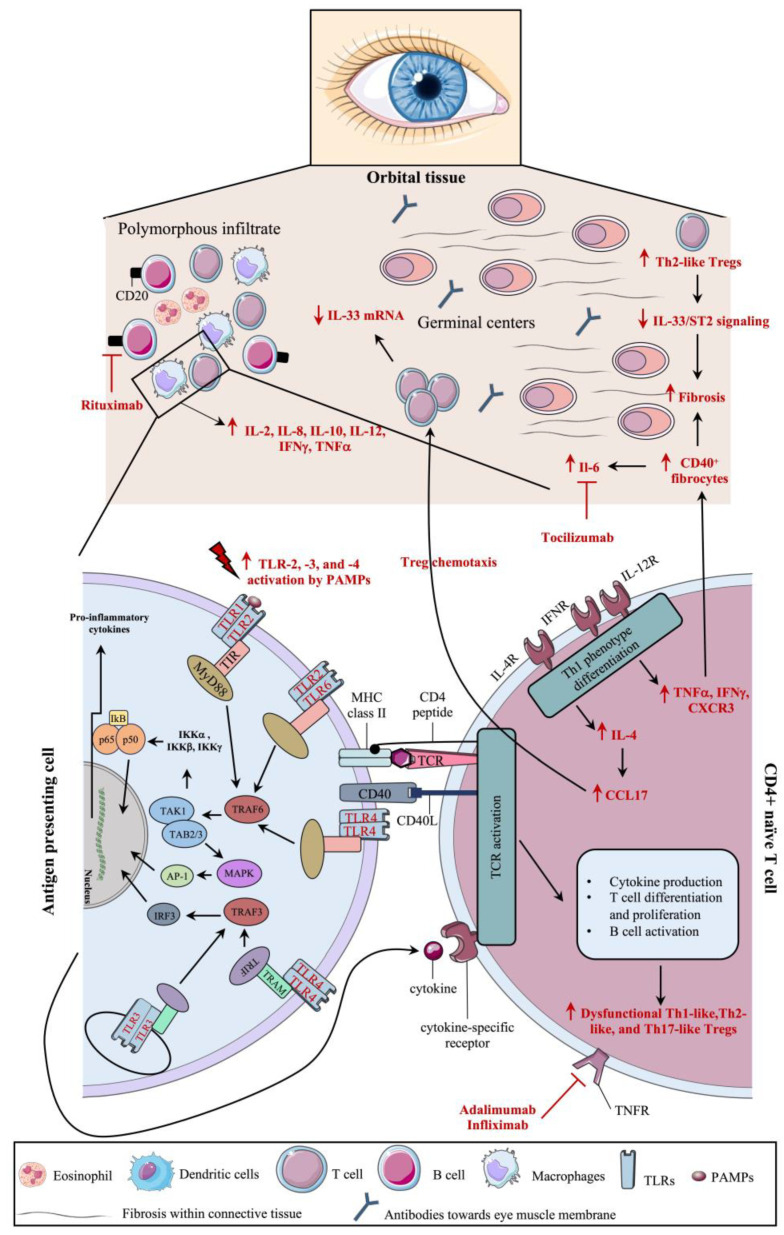 Orbital tissue
Polymorphous infiltrate
CD20
Rituximab
↑ IL-2, IL-8, IL-10, IL-12,
IFNγ, TNFα
↓ IL-33 mRNA
Germinal centers
↑ Th2-like Tregs
↓ IL-33/ST2 signaling
↑ Fibrosis
↑ Il-6
↑ CD40⁺
fibrocytes
Tocilizumab
Treg chemotaxis
↑ TLR-2, -3, and -4
activation by PAMPs
Antigen presenting cell
Pro-inflammatory
cytokines
TLR1
TLR2
TIR
MyD88
TLR2
TLR6
IkB
p65
p50
IKKα ,
IKKβ, IKKγ
TAK1
TAB2/3
TRAF6
MAPK
AP-1
IRF3
TRAF3
Nucleus
TLR4
TLR4
TRIF
TRAM
TLR4
TLR4
TLR3
TLR3
MHC
class II
CD4
peptide
TCR
CD40
CD40L
cytokine
cytokine-specific
receptor
TCR activation
IL-4R
IFNR
IL-12R
Th1 phenotype
differentiation
↑ TNFα, IFNγ,
CXCR3
↑ IL-4
↑ CCL17
CD4+ naïve T cell
• Cytokine production
• T cell differentiation
and proliferation
• B cell activation
↑ Dysfunctional Th1-like,Th2-
like, and Th17-like Tregs
Adalimumab
Infliximab
TNFR
Eosinophil
Dendritic cells
T cell
B cell
Macrophages
TLRs
PAMPs
Fibrosis within connective tissue
Antibodies towards eye muscle membrane